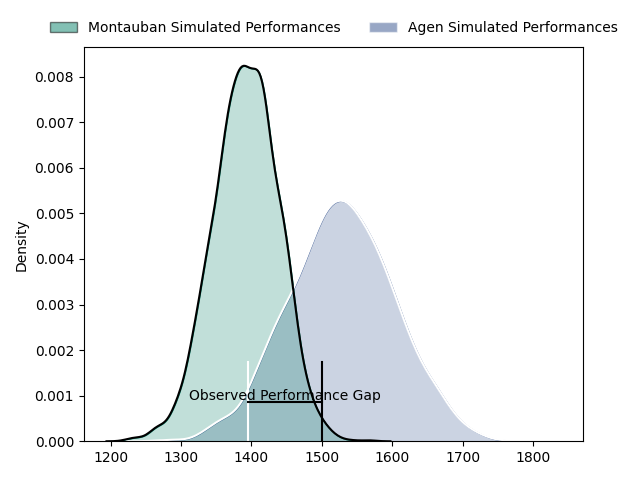 Montauban Simulated Performances
Agen Simulated Performances
0.008
0.007
0.006
0.005
0.004
0.003
0.002
0.001
0.000
Density
Observed Performance Gap
1200 1300 1400 1500 1600 1700 1800